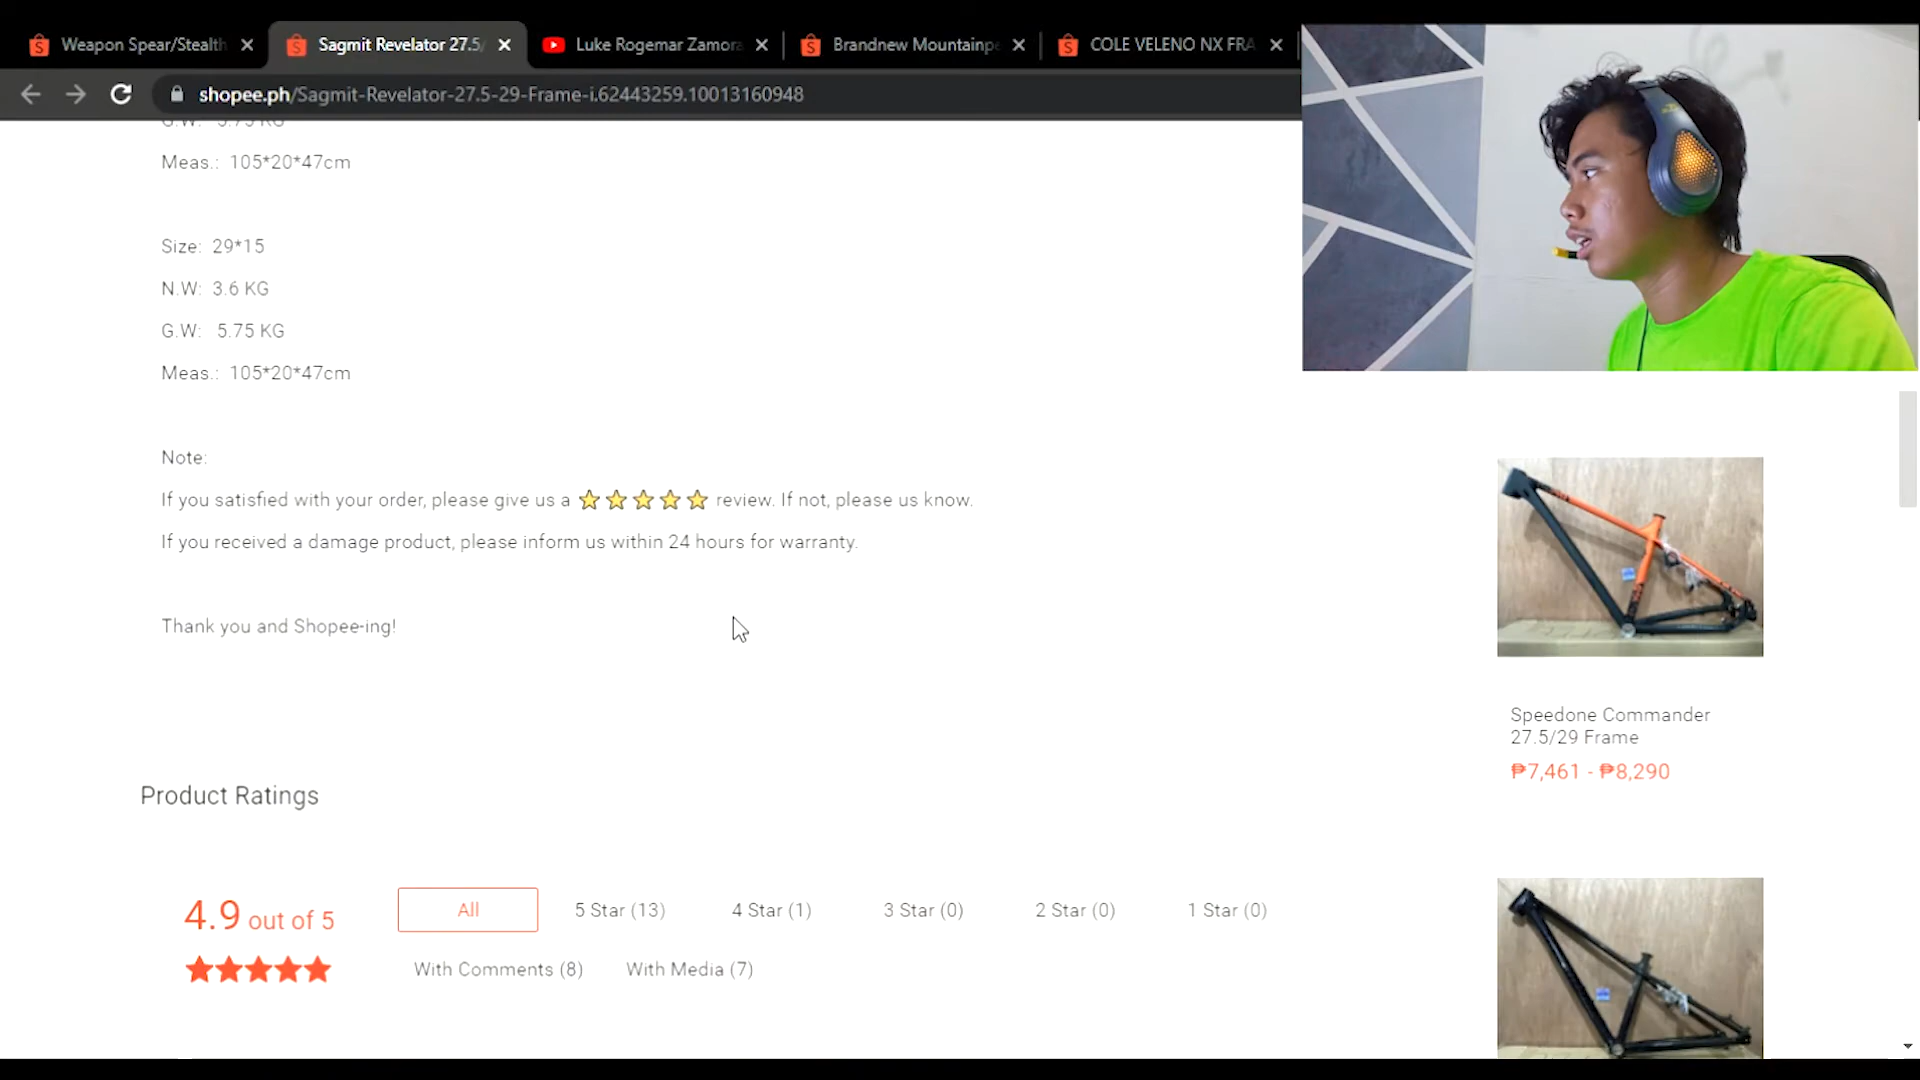 Weapon Spear/Stealth
Sagmit Revelator 27.5/
Luke Rogemar Zamora
Brandnew Mountainpe
COLE VELENO NX FRA
shopee.ph/Sagmit-Revelator-27.5-29-Frame-i.62443259.10013160948
G.W: 5.75 KG
Meas.: 105*20*47cm
Size: 29*15
N.W: 3.6 KG
G.W: 5.75 KG
Meas.: 105*20*47cm
Note:
If you satisfied with your order, please give us a ⭐⭐⭐⭐⭐ review. If not, please us know.
If you received a damage product, please inform us within 24 hours for warranty.
Thank you and Shopee-ing!
Speedone Commander
27.5/29 Frame
₱7,461 - ₱8,290
Product Ratings
4.9 out of 5
All
5 Star (13)
4 Star (1)
3 Star (0)
2 Star (0)
1 Star (0)
With Comments (8)
With Media (7)